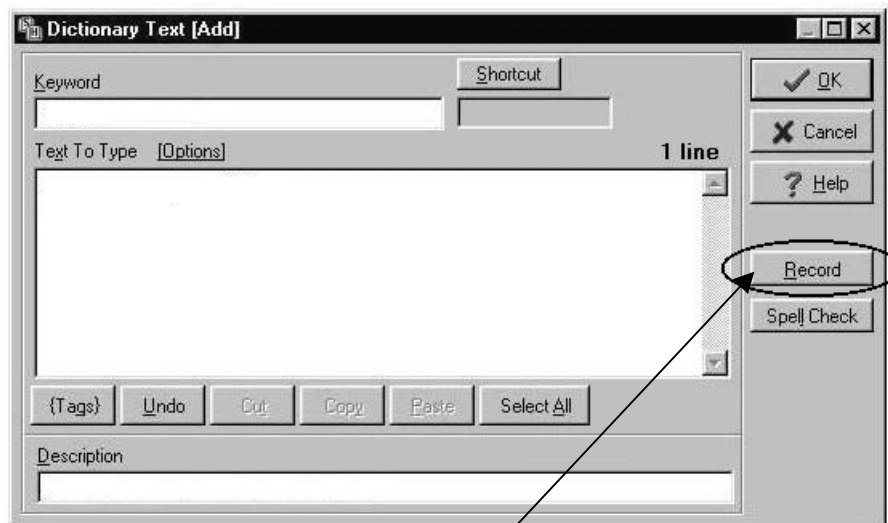 Dictionary Text [Add]
Keyword
Shortcut
OK
Cancel
Text To Type [Options] 1 line
? Help
Record
Spell Check
{Tags} Undo Cut Copy Paste Select All
Description